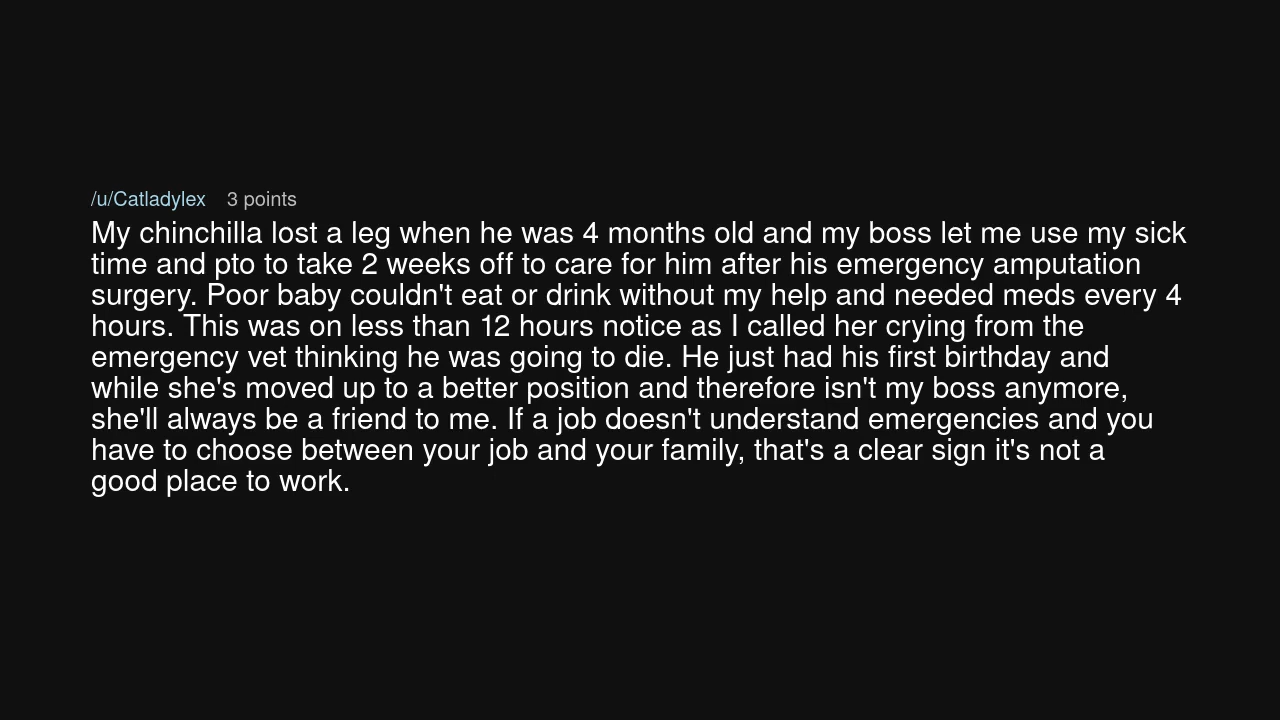 /u/Catladylex 3 points
My chinchilla lost a leg when he was 4 months old and my boss let me use my sick
time and pto to take 2 weeks off to care for him after his emergency amputation
surgery. Poor baby couldn't eat or drink without my help and needed meds every 4
hours. This was on less than 12 hours notice as I called her crying from the
emergency vet thinking he was going to die. He just had his first birthday and
while she's moved up to a better position and therefore isn't my boss anymore,
she'll always be a friend to me. If a job doesn't understand emergencies and you
have to choose between your job and your family, that's a clear sign it's not a
good place to work.